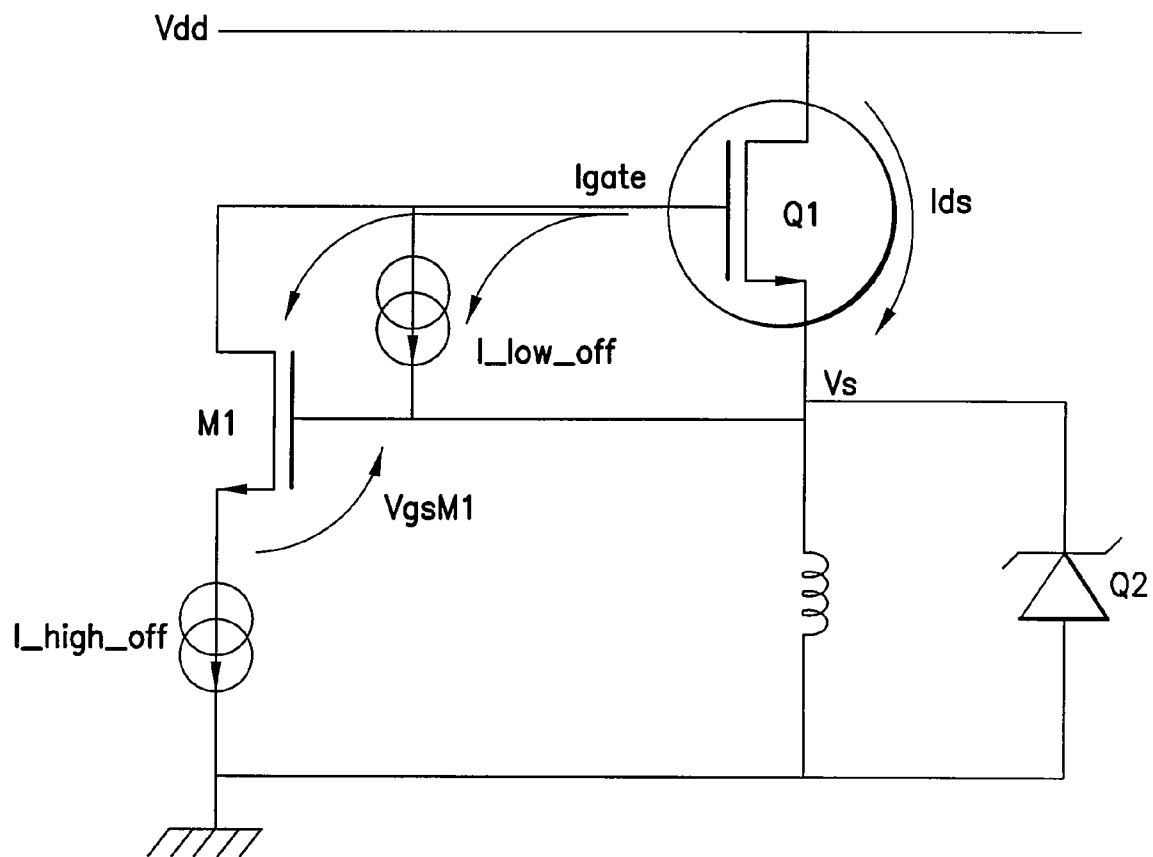 Vdd
Igate
Q1
Ids
I_low_off
Vs
M1
VgsM1
Q2
I_high_off